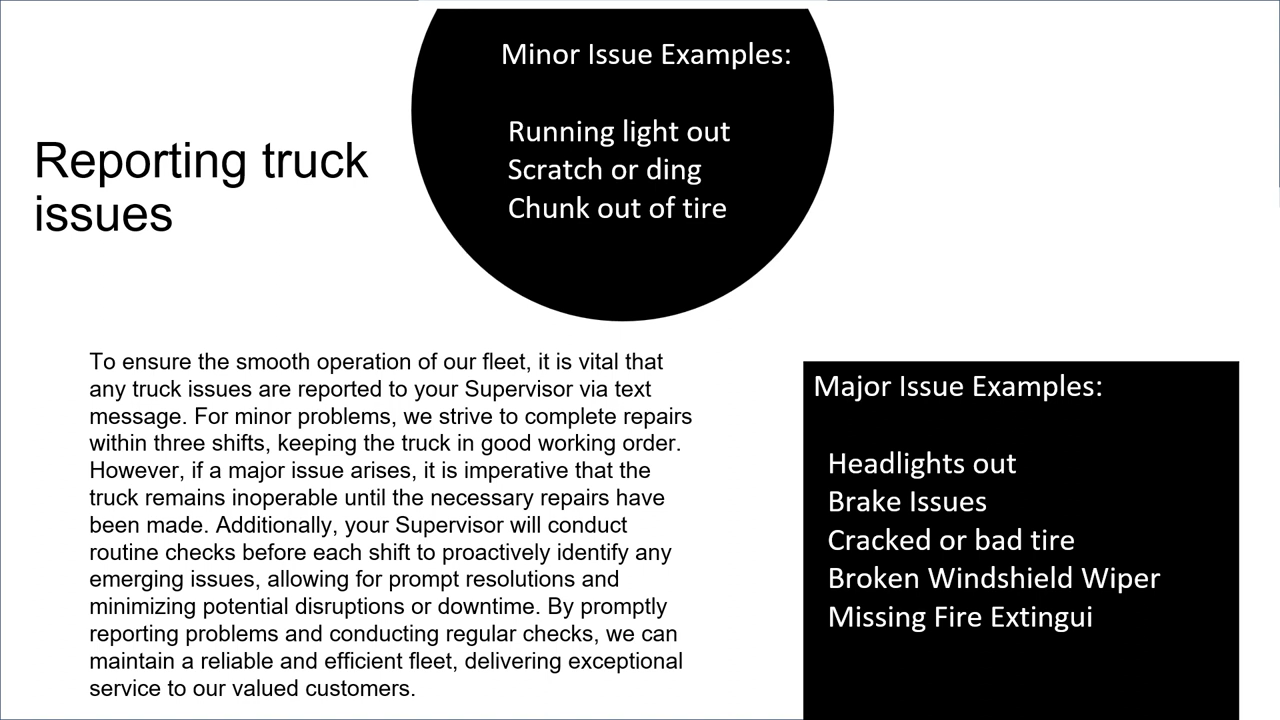 Reporting truck
issues
Minor Issue Examples:
Running light out
Scratch or ding
Chunk out of tire
To ensure the smooth operation of our fleet, it is vital that
any truck issues are reported to your Supervisor via text
message. For minor problems, we strive to complete repairs
within three shifts, keeping the truck in good working order.
However, if a major issue arises, it is imperative that the
truck remains inoperable until the necessary repairs have
been made. Additionally, your Supervisor will conduct
routine checks before each shift to proactively identify any
emerging issues, allowing for prompt resolutions and
minimizing potential disruptions or downtime. By promptly
reporting problems and conducting regular checks, we can
maintain a reliable and efficient fleet, delivering exceptional
service to our valued customers.
Major Issue Examples:
Headlights out
Brake Issues
Cracked or bad tire
Broken Windshield Wiper
Missing Fire Extingui